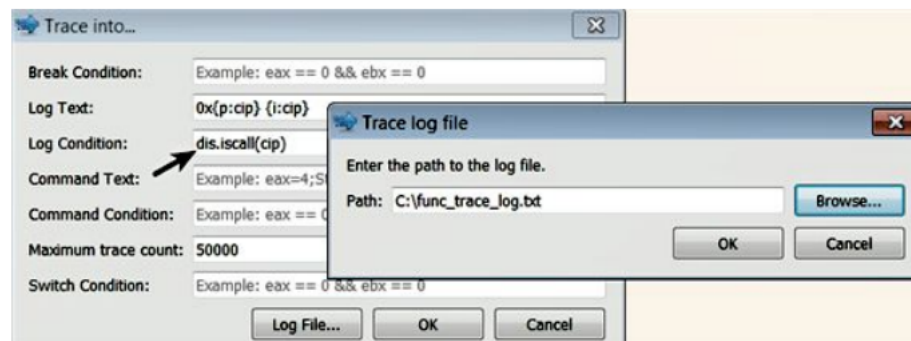 Trace into...
Break Condition: Example: eax == 0 && ebx == 0
Log Text: 0x{p:cip} {i:cip}
Log Condition: dis.iscall(cip)
Command Text: Example: eax=4;
Command Condition: Example: eax ==
Maximum trace count: 50000
Switch Condition: Example: eax == 0 && ebx == 0
Log File... OK Cancel
Trace log file
Enter the path to the log file.
Path: C:\func_trace_log.txt Browse...
OK Cancel